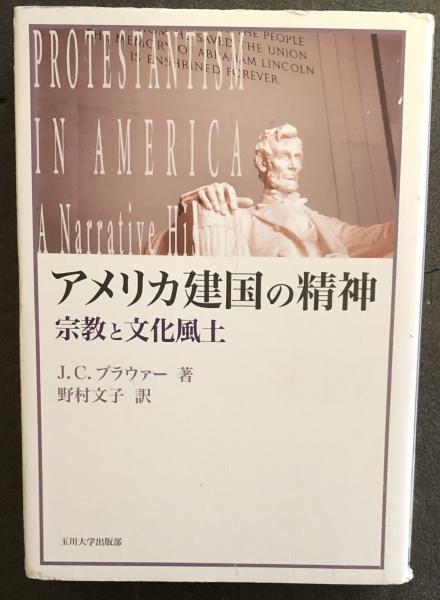 PROTESTANTISM
IN AMERICA
A Narrative
THE PEOPLE
SAVED THE UNION
THE MEMORY OF ABRAHAM LINCOLN
IS ENSHRINED FOREVER
アメリカ建国の精神
宗教と文化風土
J.C.ブラウァー 著
野村文子 訳
玉川大学出版部